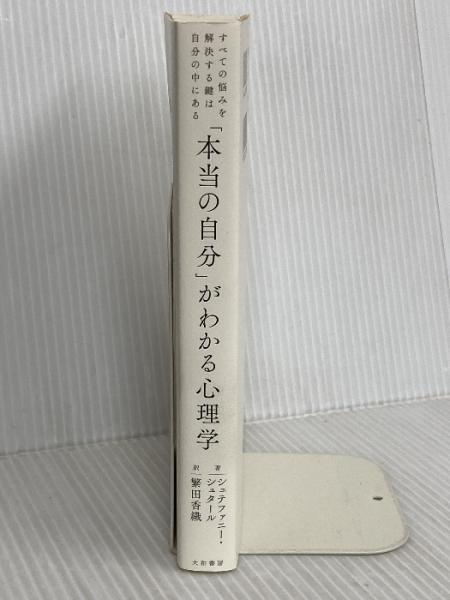 すべての悩みを
解決する鍵は
自分の中にある
「本当の自分」がわかる心理学
著
シュテファニー・
シュタール
訳
繁田香織
大和書房